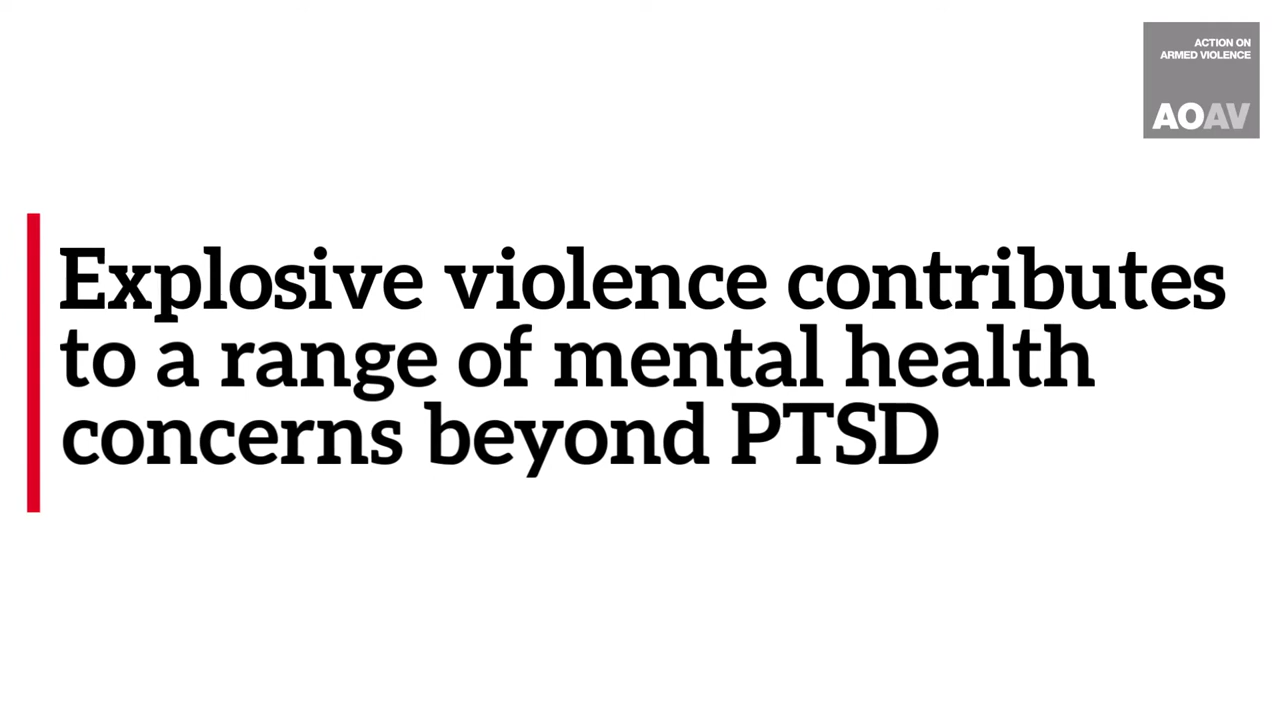 ACTION ON
ARMED VIOLENCE
AOAV
Explosive violence contributes
to a range of mental health
concerns beyond PTSD